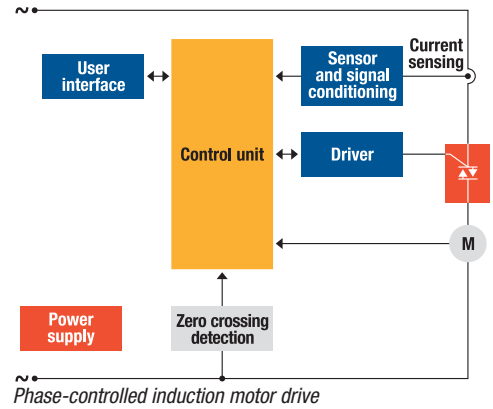 ~
Current
sensing
User
interface
Sensor
and signal
conditioning
Control unit
Driver
M
Power
supply
Zero crossing
detection
~
Phase-controlled induction motor drive